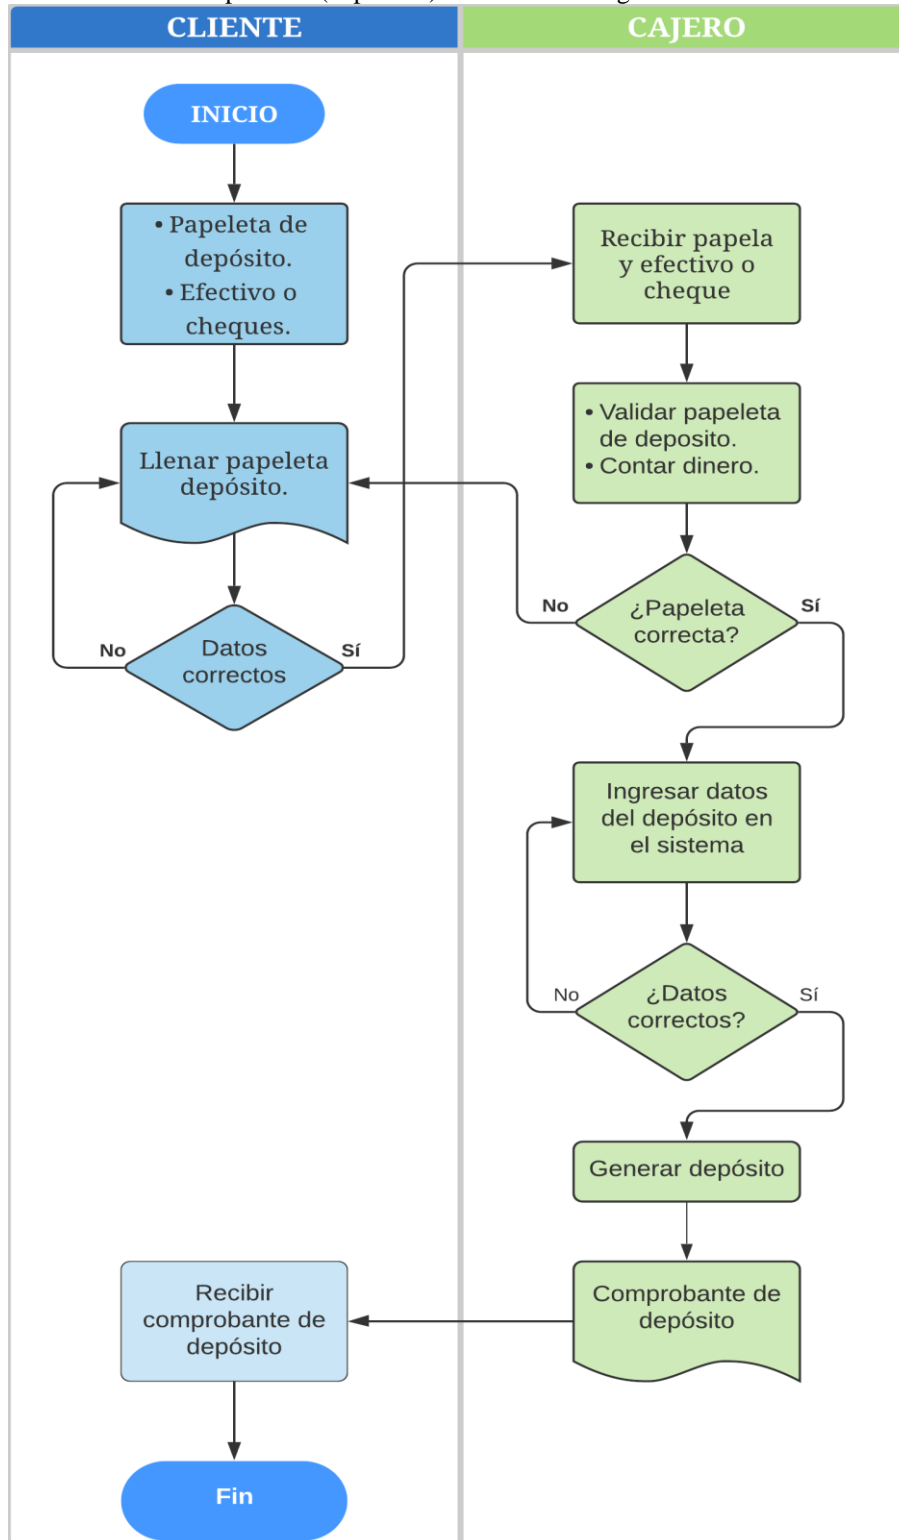 CLIENTE
CAJERO
INICIO
• Papeleta de
depósito.
• Efectivo o
cheques.
Llenar papeleta
depósito.
Datos
correctos
No
Sí
Recibir papela
y efectivo o
cheque
• Validar papeleta
de deposito.
• Contar dinero.
¿Papeleta
correcta?
No
Sí
Ingresar datos
del depósito en
el sistema
¿Datos
correctos?
No
Sí
Generar depósito
Comprobante de
depósito
Recibir
comprobante de
depósito
Fin